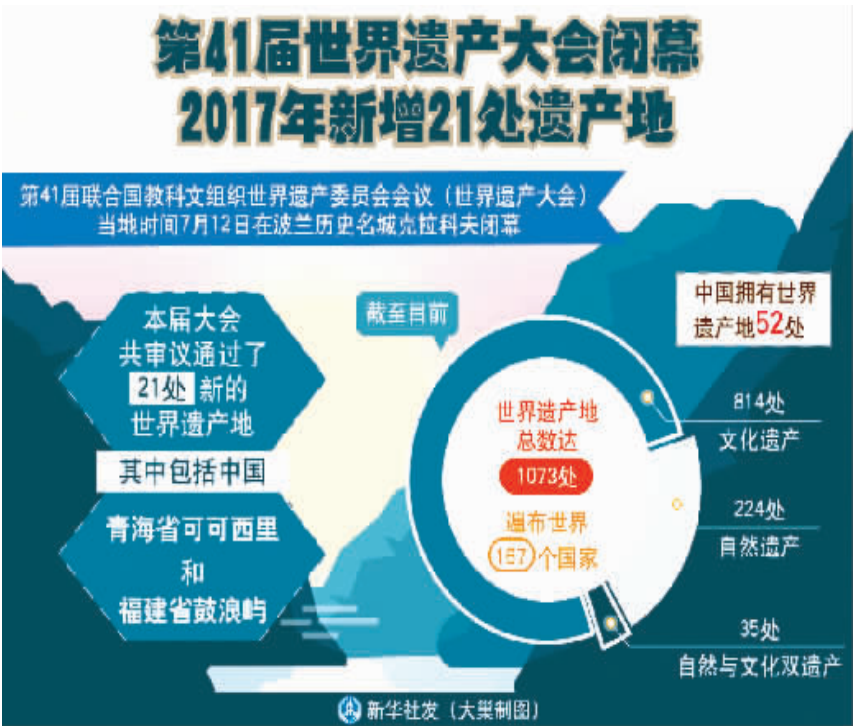 第41届世界遗产大会闭幕
2017年新增21处遗产地
第41届联合国教科文组织世界遗产委员会会议（世界遗产大会）
当地时间7月12日在波兰历史名城克拉科夫闭幕
本届大会
共审议通过了
21处 新的
世界遗产地
其中包括中国
青海省可可西里
和
福建省鼓浪屿
截至目前
世界遗产地
总数达
1073处
遍布世界
167个国家
中国拥有世界
遗产地52处
814处
文化遗产
224处
自然遗产
35处
自然与文化双遗产
新华社发（大巢制图）